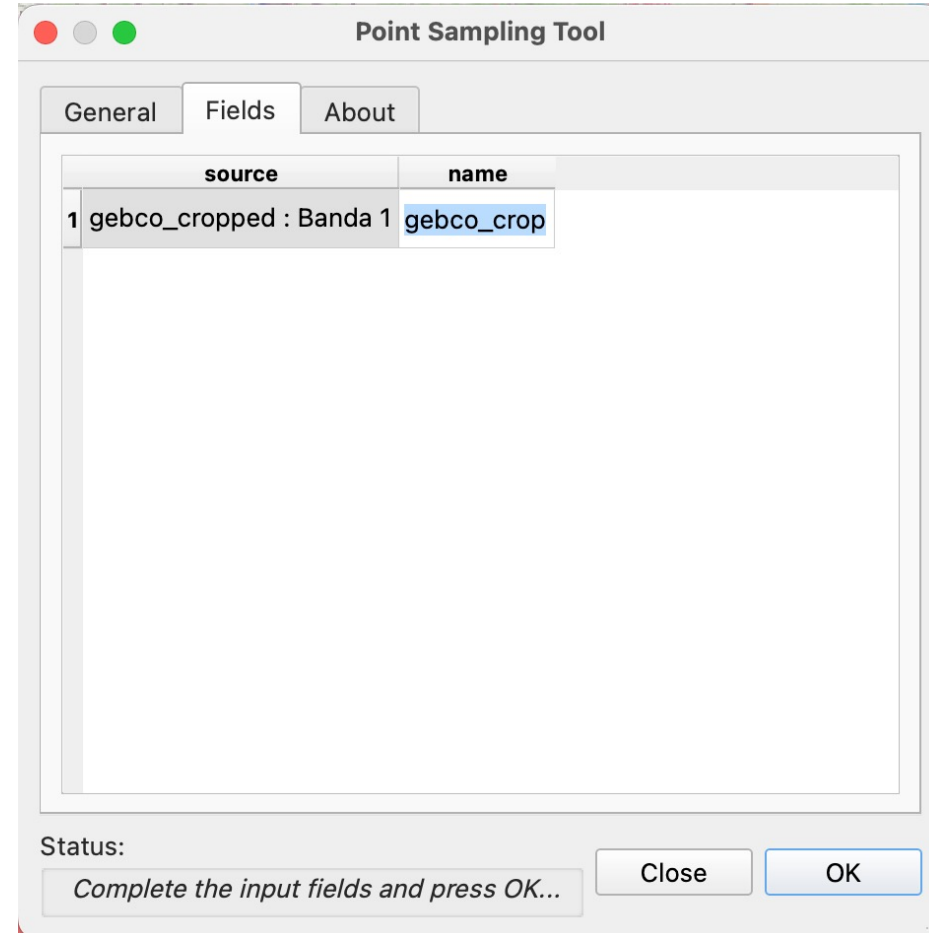 Point Sampling Tool
General Fields About
source name
1 gebco_cropped : Banda 1 gebco_crop
Status:
Complete the input fields and press OK...
Close OK